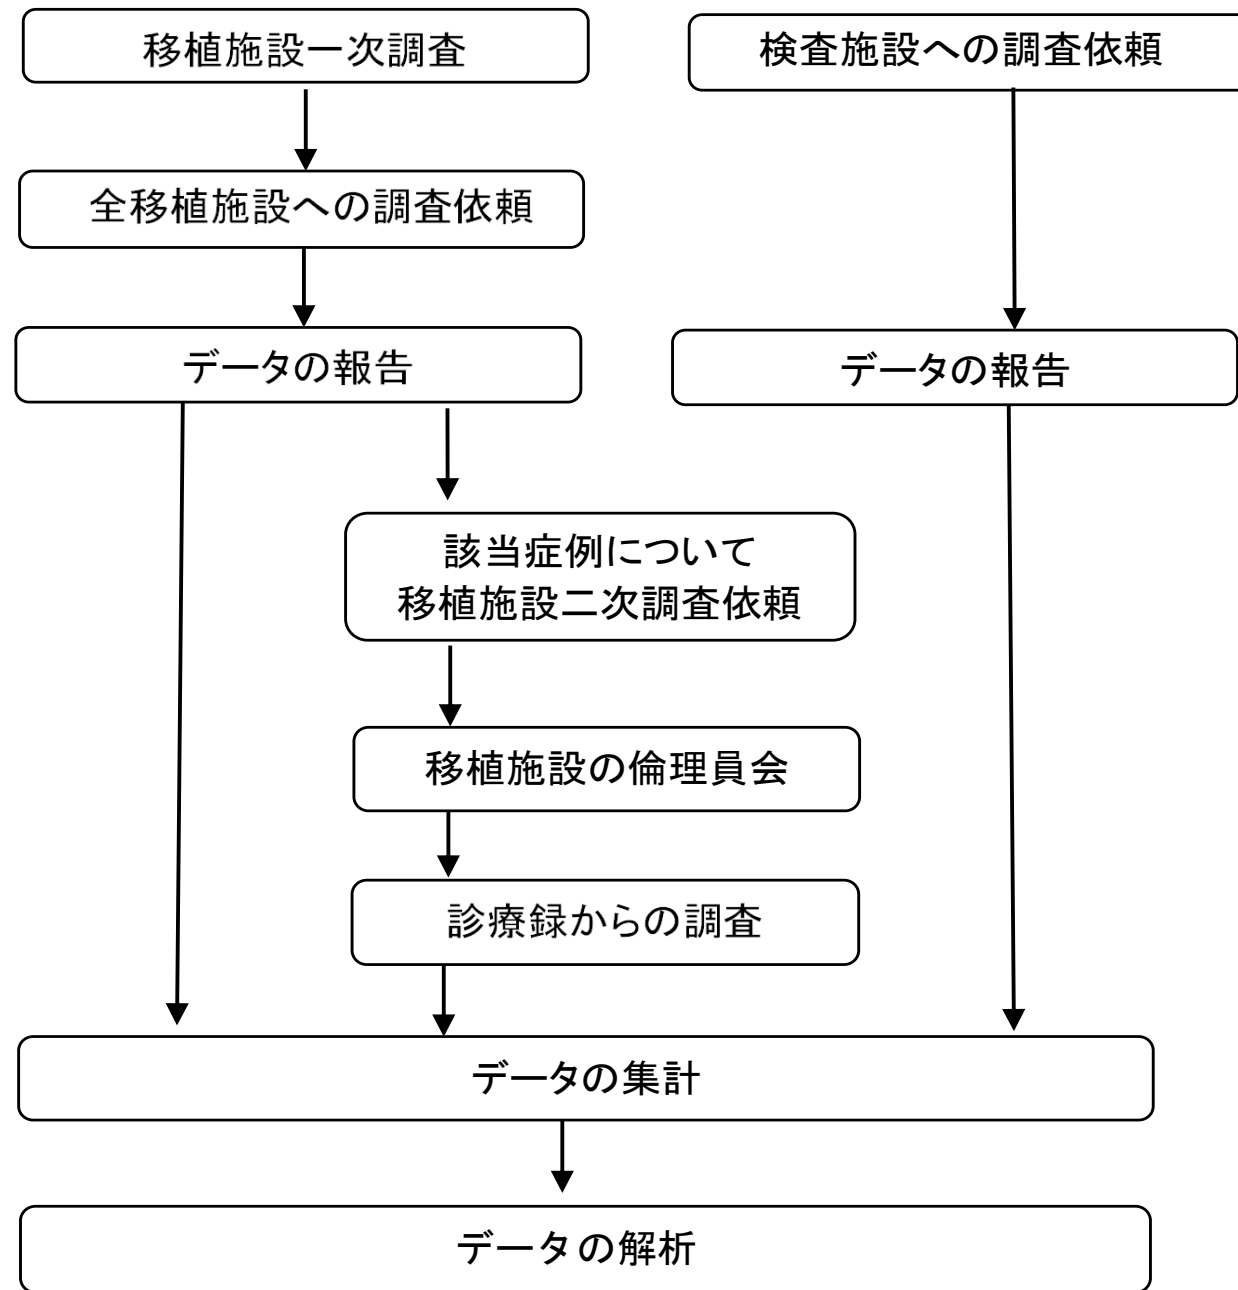 移植施設一次調査
検査施設への調査依頼
全移植施設への調査依頼
データの報告
データの報告
該当症例について
移植施設二次調査依頼
移植施設の倫理員会
診療録からの調査
データの集計
データの解析